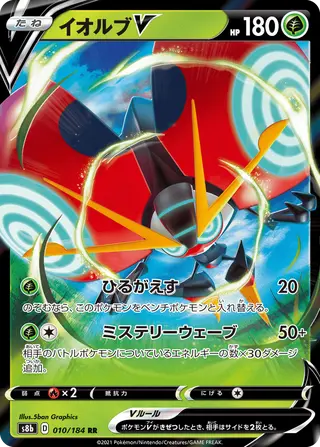 たね イオルブV HP 180
ひるがえす 20
のぞむなら、このポケモンをベンチポケモンと入れ替える。
ミステリーウェーブ 50+
相手のバトルポケモンについているエネルギーの数×30ダメージ
追加。
弱点 ×2 抵抗力 にげる
Illus.5ban Graphics
Vルール
s8b D 010/184 RR
ポケモンVがきぜつしたとき、相手はサイドを2枚とる。
©2021 Pokémon/Nintendo/Creatures/GAME FREAK.